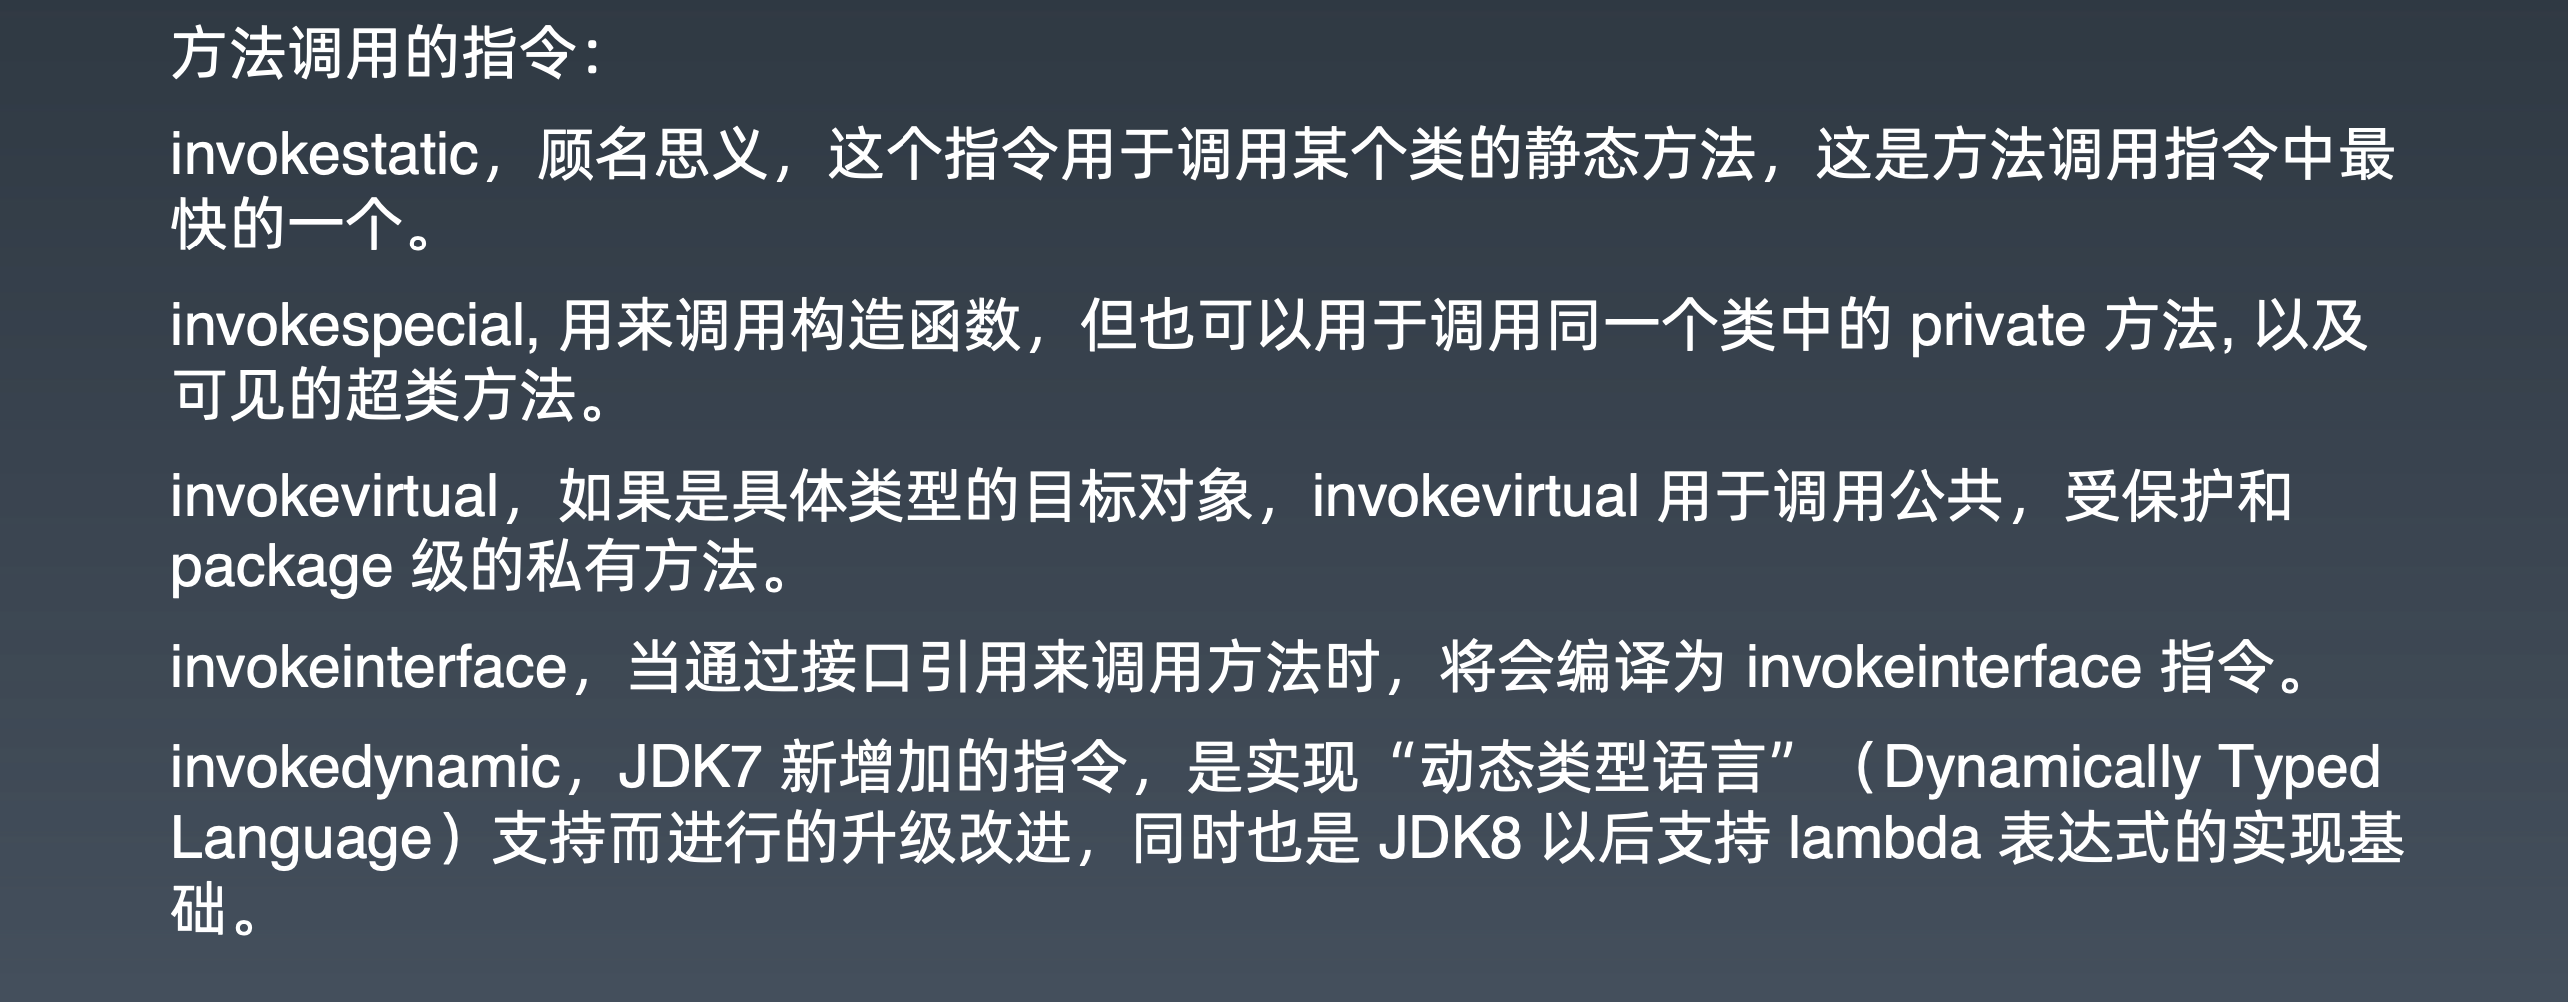 方法调用的指令：
invokestatic，顾名思义，这个指令用于调用某个类的静态方法，这是方法调用指令中最
快的一个。
invokespecial, 用来调用构造函数，但也可以用于调用同一个类中的 private 方法, 以及
可见的超类方法。
invokevirtual，如果是具体类型的目标对象，invokevirtual 用于调用公共，受保护和
package 级的私有方法。
invokeinterface，当通过接口引用来调用方法时，将会编译为 invokeinterface 指令。
invokedynamic，JDK7 新增加的指令，是实现“动态类型语言”（Dynamically Typed
Language）支持而进行的升级改进，同时也是 JDK8 以后支持 lambda 表达式的实现基
础。